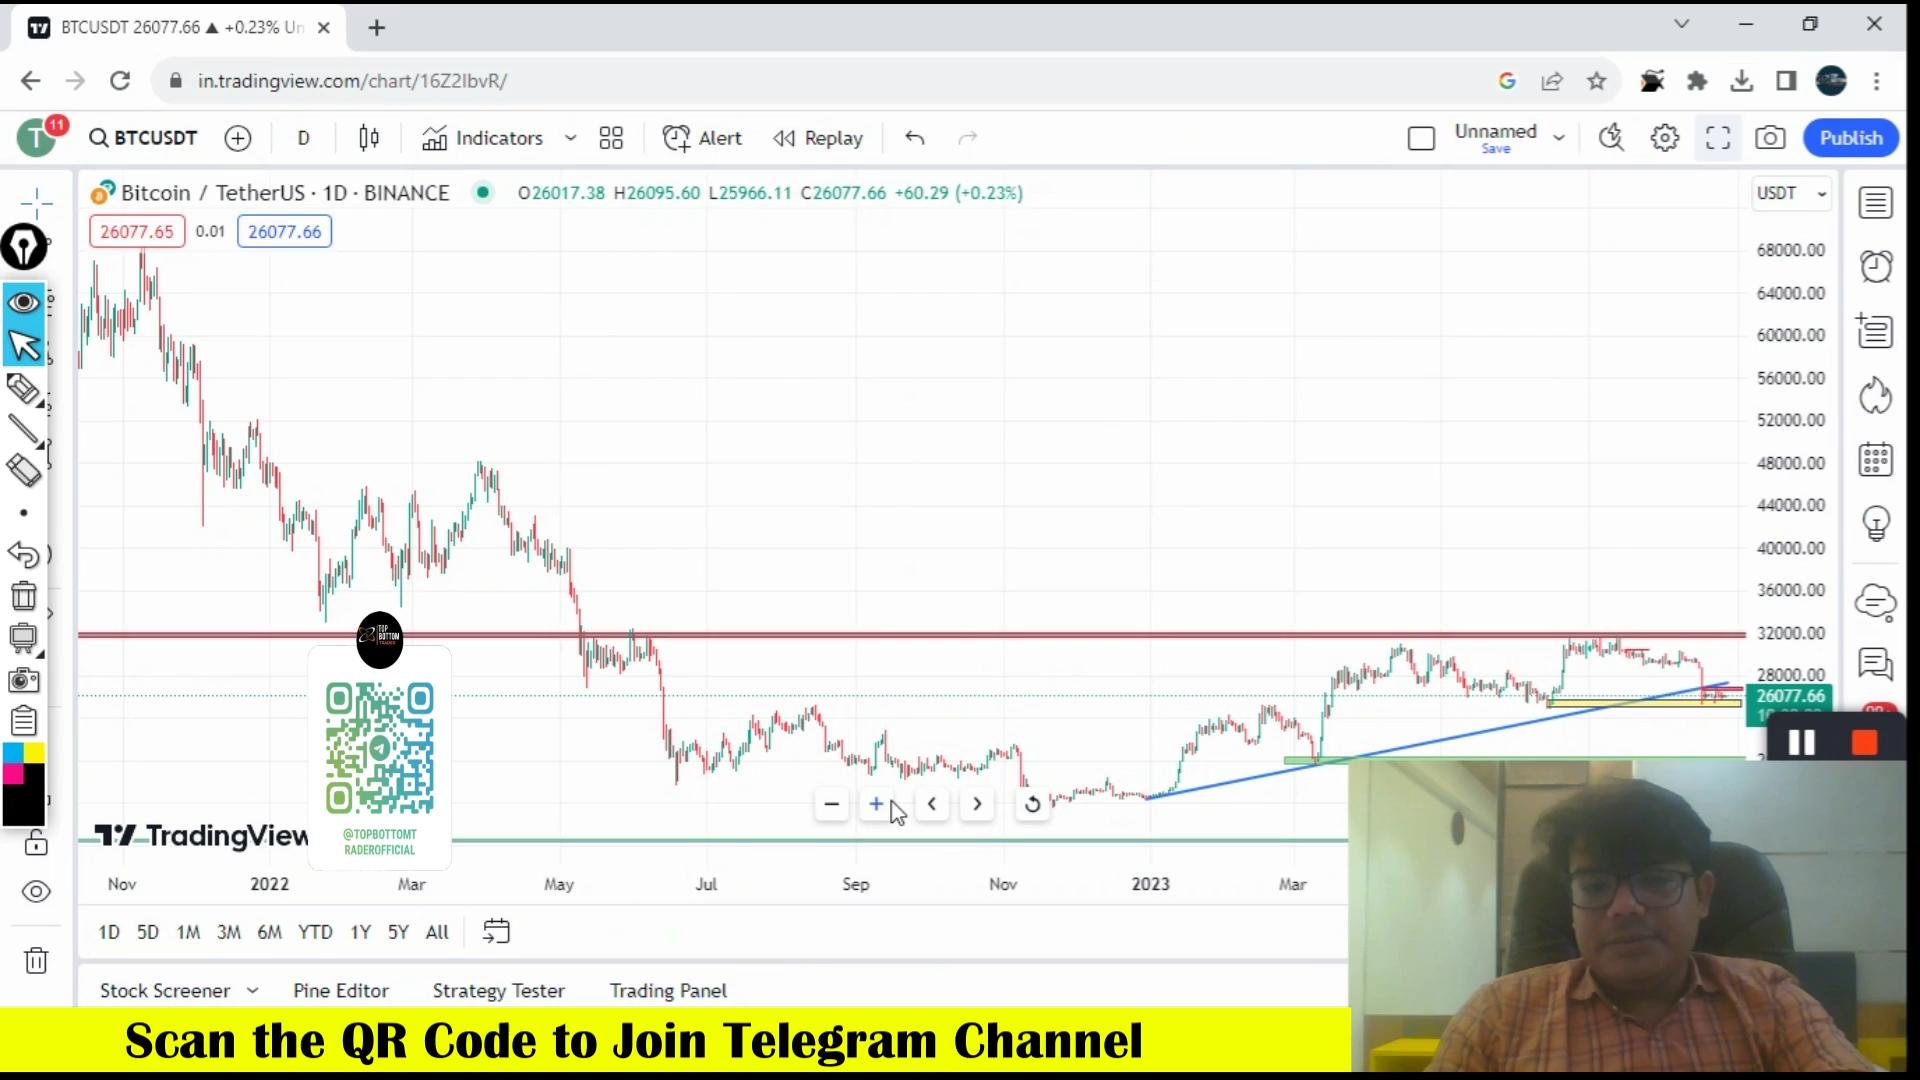 BTCUSDT 26077.66 ▲ +0.23% Un
in.tradingview.com/chart/16Z2IbvR/
T 11 BTCUSDT D Indicators Alert Replay Unnamed Save Publish
Bitcoin / TetherUS · 1D · BINANCE O26017.38 H26095.60 L25966.11 C26077.66 +60.29 (+0.23%) USDT
26077.65 0.01 26077.66
68000.00
64000.00
60000.00
56000.00
52000.00
48000.00
44000.00
40000.00
36000.00
32000.00
28000.00
26077.66
TOP
BOTTOM
@TOPBOTTOMT
RADEROFFICIAL
TradingView
Nov 2022 Mar May Jul Sep Nov 2023 Mar
1D 5D 1M 3M 6M YTD 1Y 5Y All
Stock Screener Pine Editor Strategy Tester Trading Panel
Scan the QR Code to Join Telegram Channel